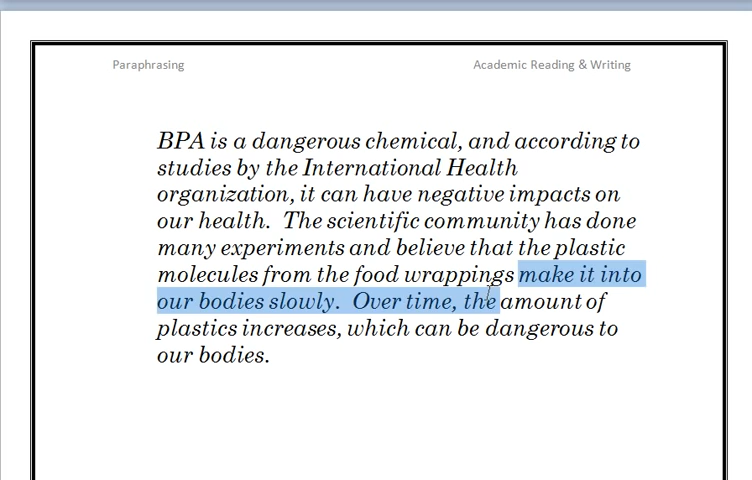 Paraphrasing Academic Reading & Writing
BPA is a dangerous chemical, and according to
studies by the International Health
organization, it can have negative impacts on
our health. The scientific community has done
many experiments and believe that the plastic
molecules from the food wrappings make it into
our bodies slowly. Over time, the amount of
plastics increases, which can be dangerous to
our bodies.